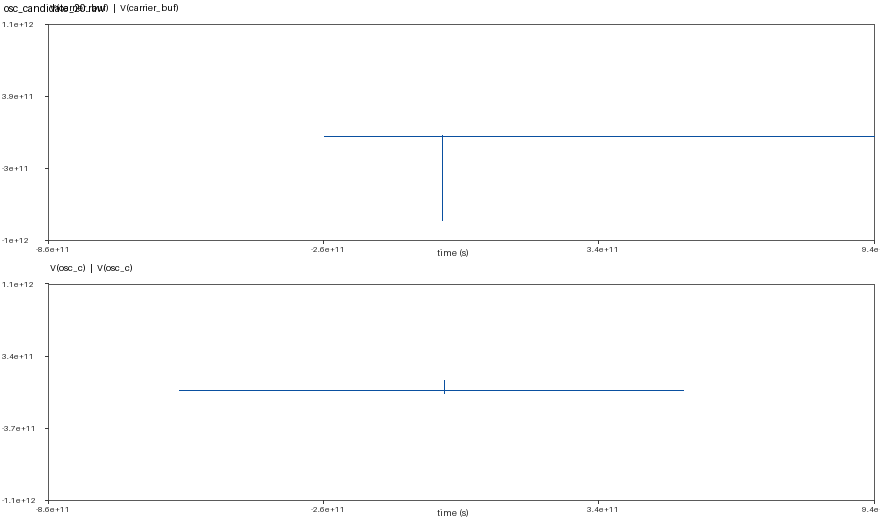 V(carrier_buf) | V(carrier_buf)
1.1e+12
3.9e+11
-3e+11
-1e+12
-8.6e+11 -2.6e+11 3.4e+11 9.4e
time (s)
V(osc_c) | V(osc_c)
1.1e+12
3.4e+11
-3.7e+11
-1.1e+12
-8.6e+11 -2.6e+11 3.4e+11 9.4e
time (s)